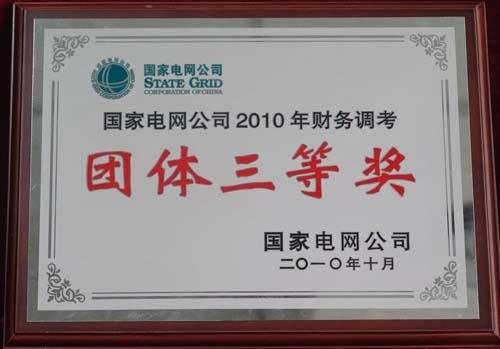 国家电网公司
STATE GRID
CORPORATION OF CHINA
国家电网公司2010年财务调考
团体三等奖
国家电网公司
二〇一〇年十月